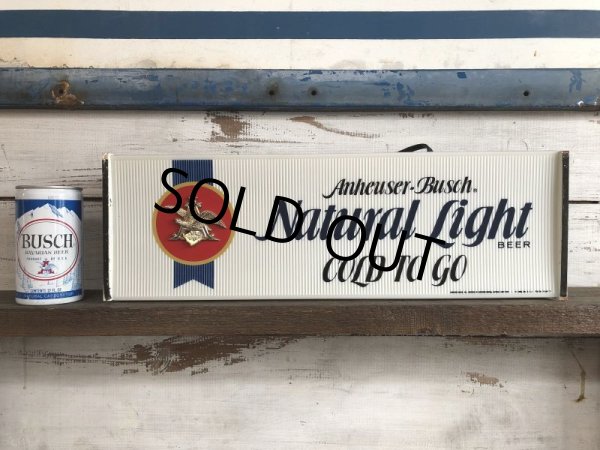 Anheuser-Busch®
Natural Light
BEER
COLD TO GO
SOLD OUT
BUSCH
BAVARIAN BEER